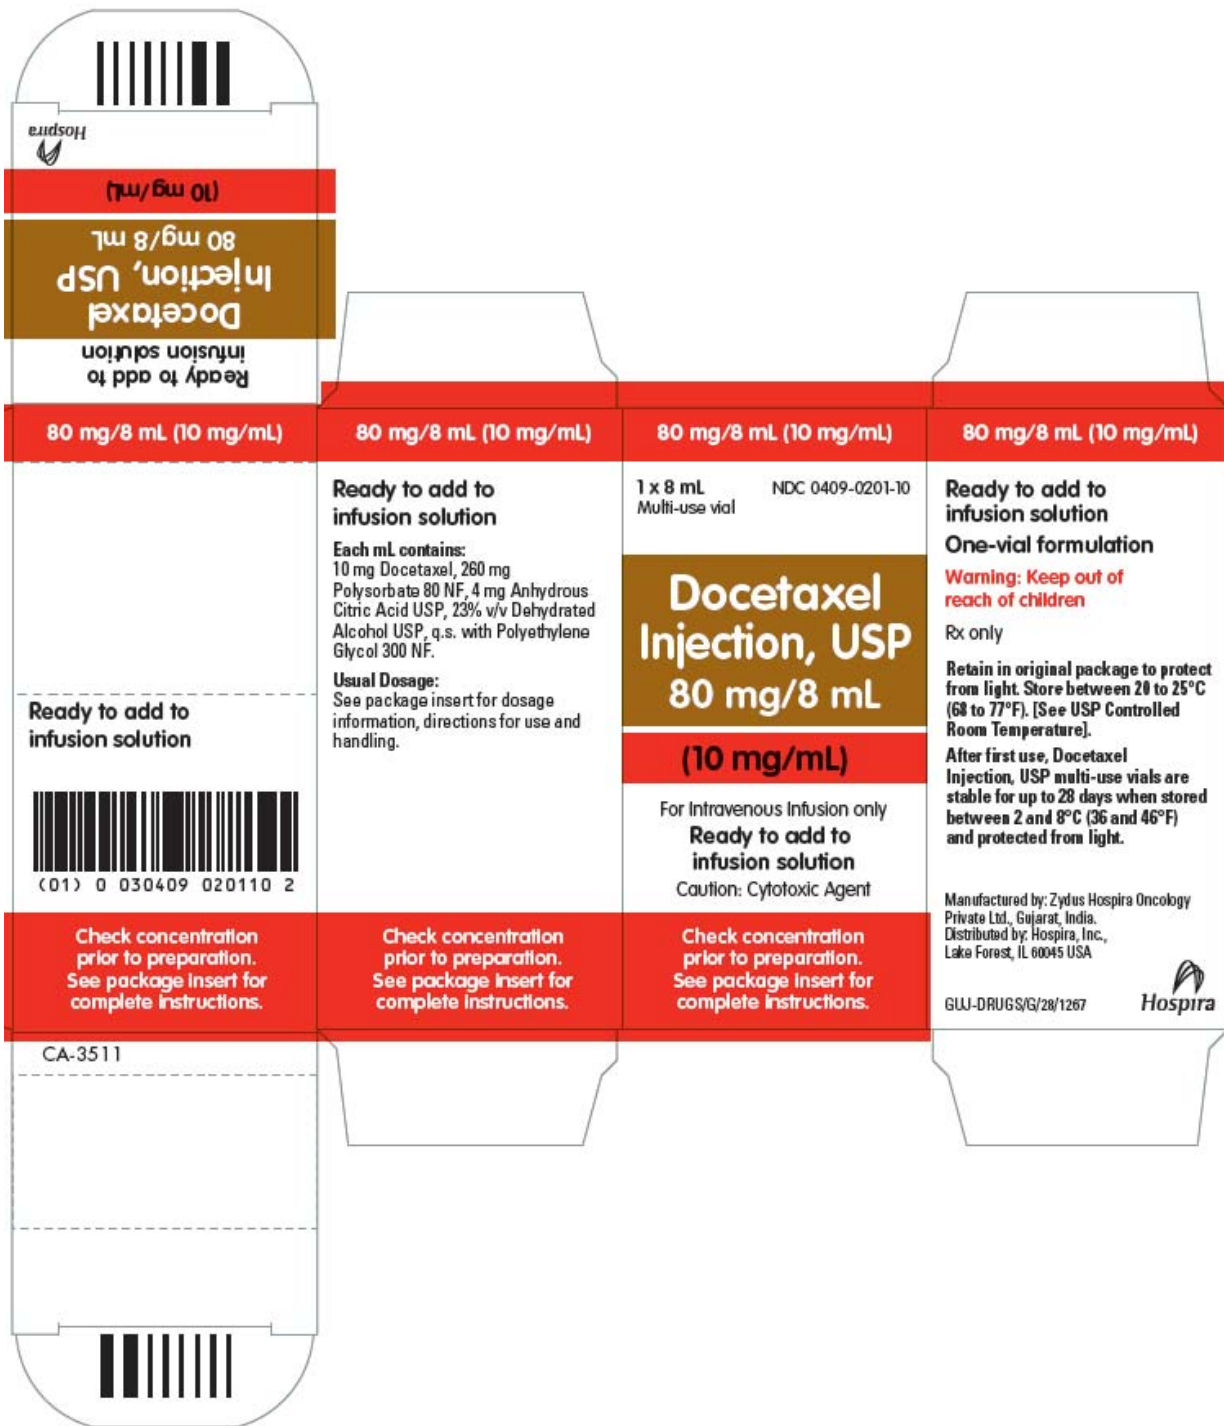 Hospira
(10 mg/mL)
80 mg/8 mL
Injection, USP
Docetaxel
infusion solution
Ready to add to
80 mg/8 mL (10 mg/mL)
Ready to add to
infusion solution
(01) 0 030409 020110 2
Check concentration
prior to preparation.
See package insert for
complete instructions.
CA-3511
80 mg/8 mL (10 mg/mL)
Ready to add to
infusion solution
Each mL contains:
10 mg Docetaxel, 260 mg
Polysorbate 80 NF, 4 mg Anhydrous
Citric Acid USP, 23% v/v Dehydrated
Alcohol USP, q.s. with Polyethylene
Glycol 300 NF.
Usual Dosage:
See package insert for dosage
information, directions for use and
handling.
Check concentration
prior to preparation.
See package insert for
complete instructions.
80 mg/8 mL (10 mg/mL)
1 x 8 mL NDC 0409-0201-10
Multi-use vial
Docetaxel
Injection, USP
80 mg/8 mL
(10 mg/mL)
For Intravenous Infusion only
Ready to add to
infusion solution
Caution: Cytotoxic Agent
Check concentration
prior to preparation.
See package insert for
complete instructions.
80 mg/8 mL (10 mg/mL)
Ready to add to
infusion solution
One-vial formulation
Warning: Keep out of
reach of children
Rx only
Retain in original package to protect
from light. Store between 20 to 25°C
(68 to 77°F). [See USP Controlled
Room Temperature].
After first use, Docetaxel
Injection, USP multi-use vials are
stable for up to 28 days when stored
between 2 and 8°C (36 and 46°F)
and protected from light.
Manufactured by: Zydus Hospira Oncology
Private Ltd., Gujarat, India.
Distributed by: Hospira, Inc.,
Lake Forest, IL 60045 USA
GUJ-DRUGS/G/28/1267
Hospira